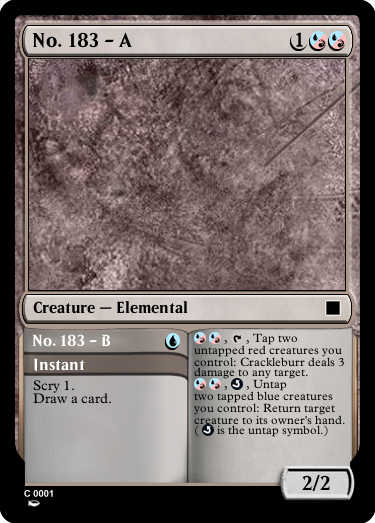 No. 183 – A 1
Creature — Elemental
No. 183 – B
Instant
Scry 1.
Draw a card.
, , Tap two
untapped red creatures you
control: Crackleburr deals 3
damage to any target.
, , Untap
two tapped blue creatures
you control: Return target
creature to its owner's hand.
( is the untap symbol.)
2/2
C 0001